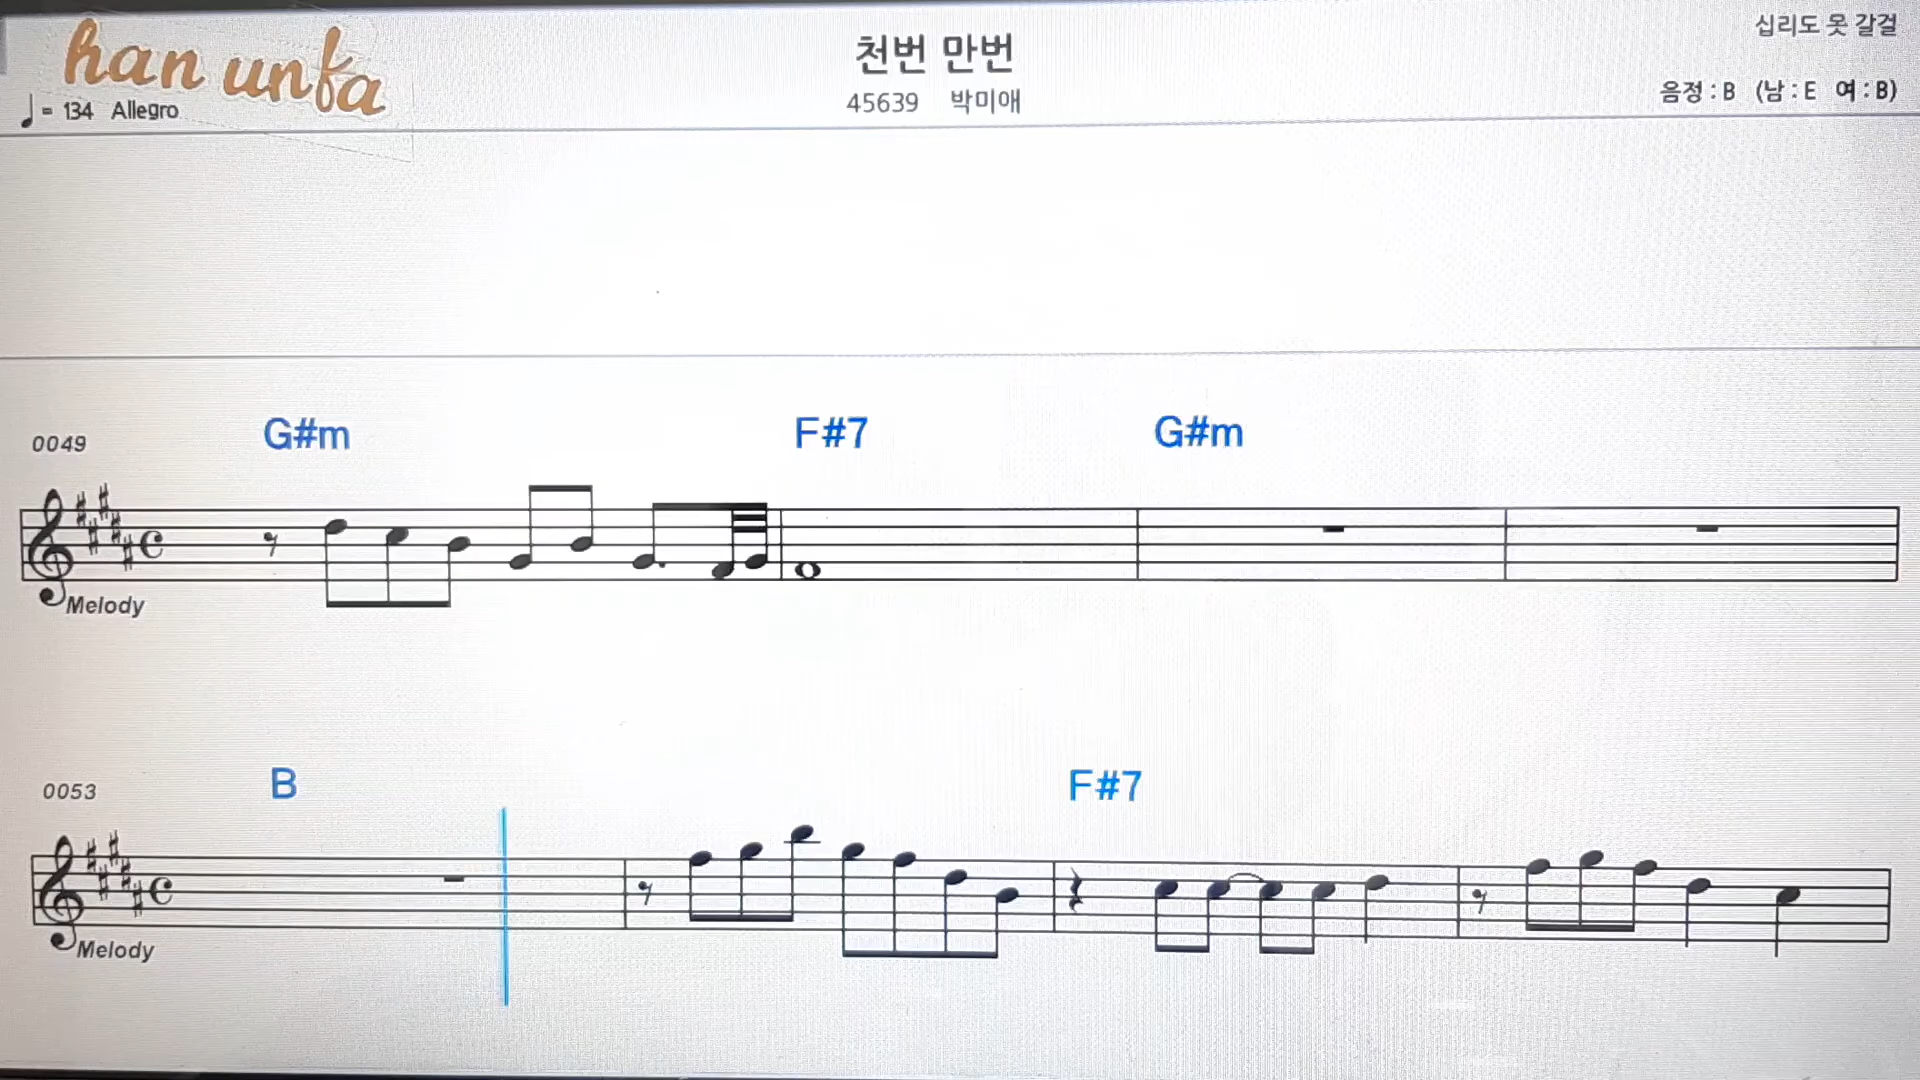 han unfa
천번 만번
십리도 못 갈걸
♩= 134 Allegro
45639 박미애
음정 : B (남 : E 여 : B)
0049 G#m F#7 G#m
Melody
0053 B F#7
Melody